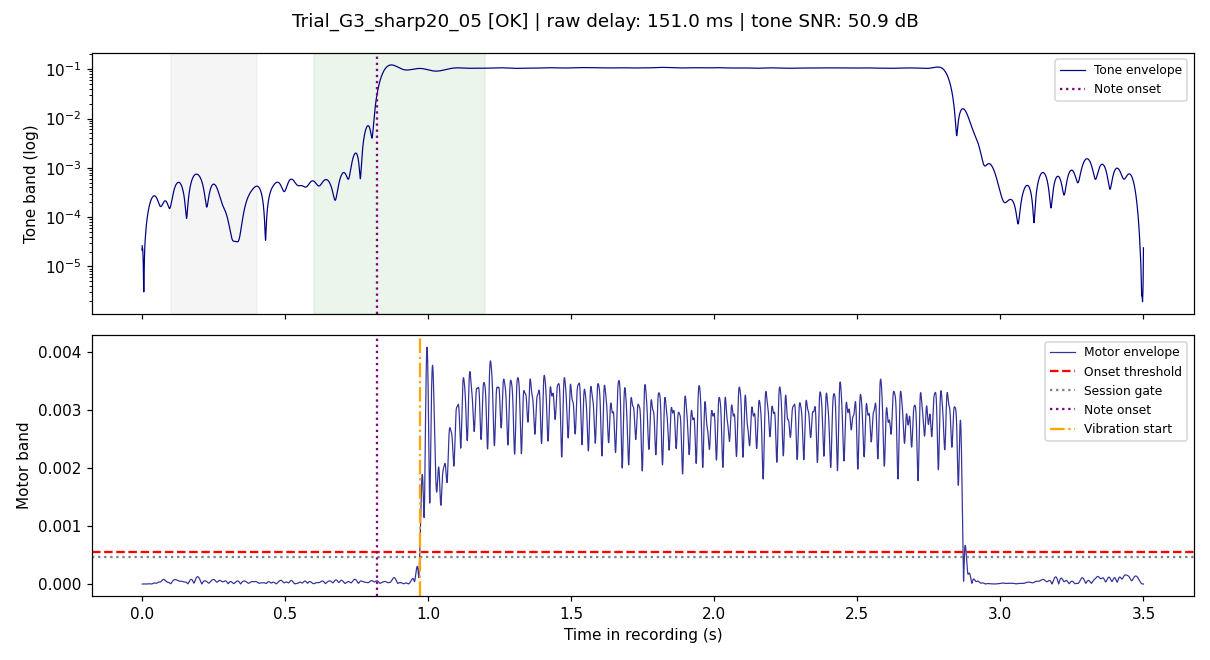 Trial_G3_sharp20_05 [OK] | raw delay: 151.0 ms | tone SNR: 50.9 dB
Tone band (log)
10⁻¹
10⁻²
10⁻³
10⁻⁴
10⁻⁵
Tone envelope
Note onset
Motor band
0.004
0.003
0.002
0.001
0.000
Motor envelope
Onset threshold
Session gate
Note onset
Vibration start
0.0 0.5 1.0 1.5 2.0 2.5 3.0 3.5
Time in recording (s)